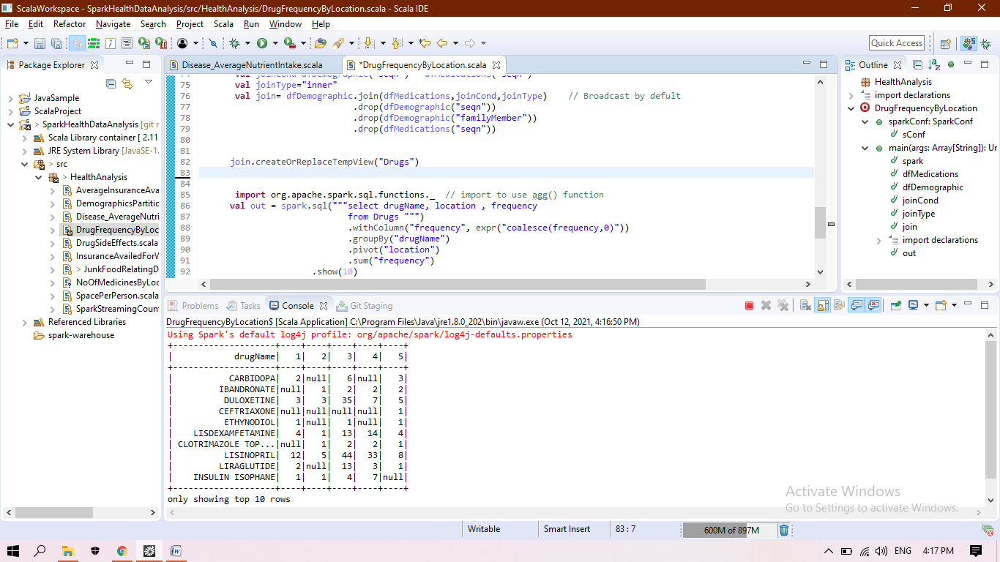 ScalaWorkspace - SparkHealthDataAnalysis/src/HealthAnalysis/DrugFrequencyByLocation.scala - Scala IDE
File Edit Refactor Navigate Search Project Scala Run Window Help
Quick Access
Package Explorer
JavaSample
ScalaProject
> SparkHealthDataAnalysis [git r
Scala Library container [ 2.11
JRE System Library [JavaSE-1.
> src
> HealthAnalysis
AverageInsuranceAva
DemographicsPartitic
Disease_AverageNutri
DrugFrequencyByLoc
DrugSideEffects.scala
InsuranceAvailedForV
> JunkFoodRelatingD
NoOfMedicinesByLoc
SpacePerPerson.scala
SparkStreamingCoun
Referenced Libraries
spark-warehouse
Disease_AverageNutrientIntake.scala *DrugFrequencyByLocation.scala
75 val joinType="inner"
76 val join= dfDemographic.join(dfMedications,joinCond,joinType) // Broadcast by defult
77 .drop(dfDemographic("seqn"))
78 .drop(dfDemographic("familyMember"))
79 .drop(dfMedications("seqn"))
80
81
82 join.createOrReplaceTempView("Drugs")
83
84
85 import org.apache.spark.sql.functions._ // import to use agg() function
86 val out = spark.sql("""select drugName, location , frequency
87 from Drugs """)
88 .withColumn("frequency", expr("coalesce(frequency,0)"))
89 .groupBy("drugName")
90 .pivot("location")
91 .sum("frequency")
92 .show(10)
Outline
HealthAnalysis
import declarations
DrugFrequencyByLocation
sparkConf: SparkConf
sConf
main(args: Array[String]): Ur
spark
dfMedications
dfDemographic
joinCond
joinType
join
import declarations
out
Problems Tasks Console Git Staging
DrugFrequencyByLocation$ [Scala Application] C:\Program Files\Java\jre1.8.0_202\bin\javaw.exe (Oct 12, 2021, 4:16:50 PM)
Using Spark's default log4j profile: org/apache/spark/log4j-defaults.properties
+--------------------+----+----+----+----+----+
|            drugName|   1|   2|   3|   4|   5|
+--------------------+----+----+----+----+----+
|           CARBIDOPA|   2|null|   6|null|   3|
|         IBANDRONATE|null|   1|   2|   2|   2|
|          DULOXETINE|   3|   3|  35|   7|   5|
|         CEFTRIAXONE|null|null|null|null|   1|
|          ETHYNODIOL|   1|null|   1|null|   1|
|     LISDEXAMFETAMINE|   4|   1|  13|  14|   4|
| CLOTRIMAZOLE TOP...|null|   1|   2|   2|   1|
|          LISINOPRIL|  12|   5|  44|  33|   8|
|         LIRAGLUTIDE|   2|null|  13|   3|   1|
|    INSULIN ISOPHANE|   1|   1|   4|   7|null|
+--------------------+----+----+----+----+----+
only showing top 10 rows
Activate Windows
Go to Settings to activate Windows.
Writable Smart Insert 83 : 7 600M of 897M
ENG 4:17 PM